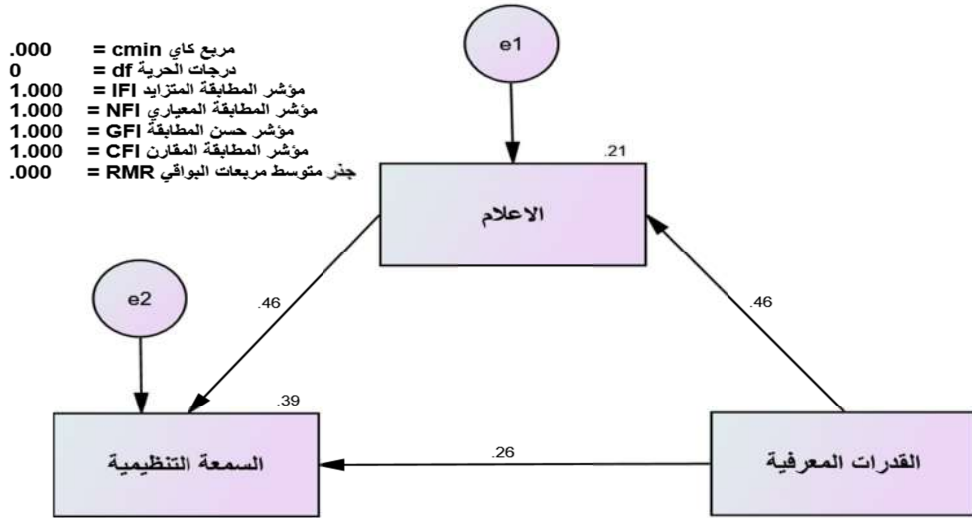 مربع كاي cmin = .000
درجات الحرية df = 0
مؤشر المطابقة المتزايد IFI = 1.000
مؤشر المطابقة المعياري NFI = 1.000
مؤشر حسن المطابقة GFI = 1.000
مؤشر المطابقة المقارن CFI = 1.000
جذر متوسط مربعات البواقي RMR = .000
e1
.21
الاعلام
e2
.46
.46
.39
السمعة التنظيمية
.26
القدرات المعرفية